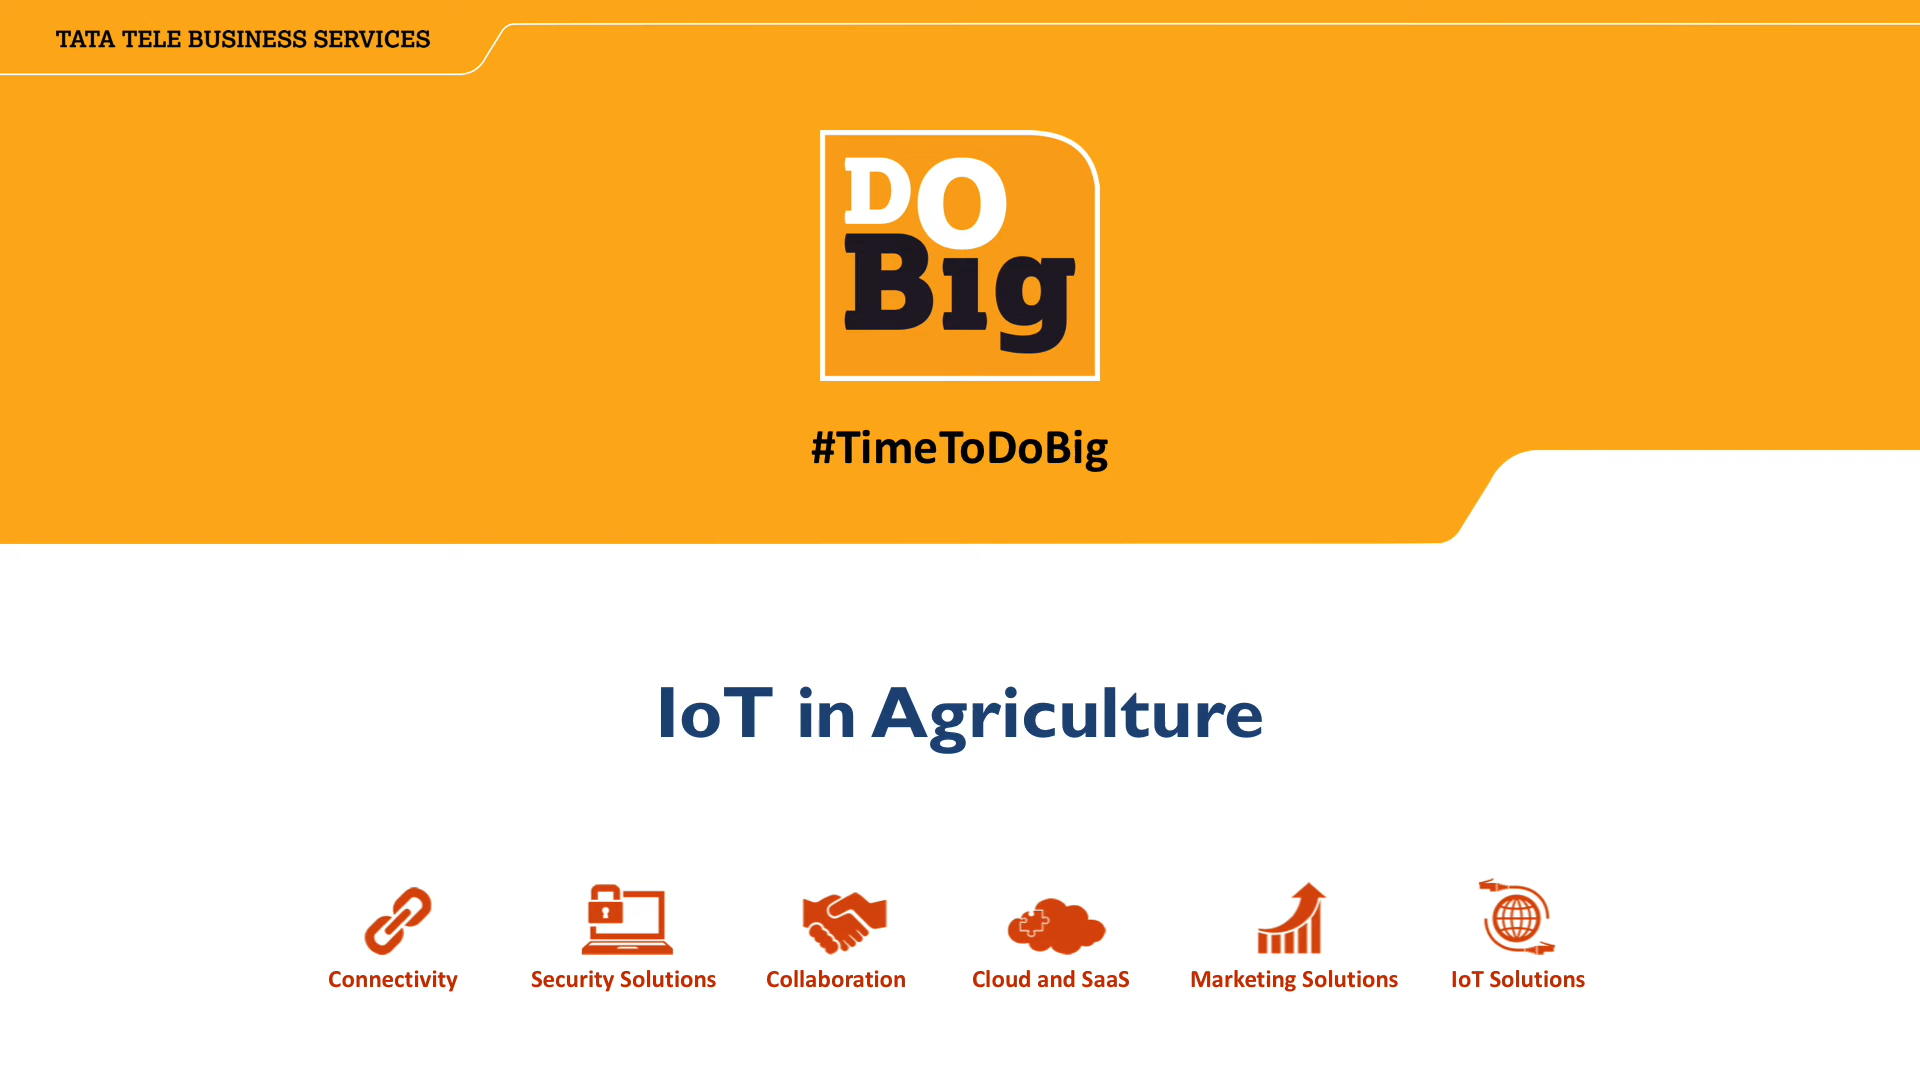 TATA TELE BUSINESS SERVICES
DO
Big
#TimeToDoBig
IoT in Agriculture
Connectivity
Security Solutions
Collaboration
Cloud and SaaS
Marketing Solutions
IoT Solutions